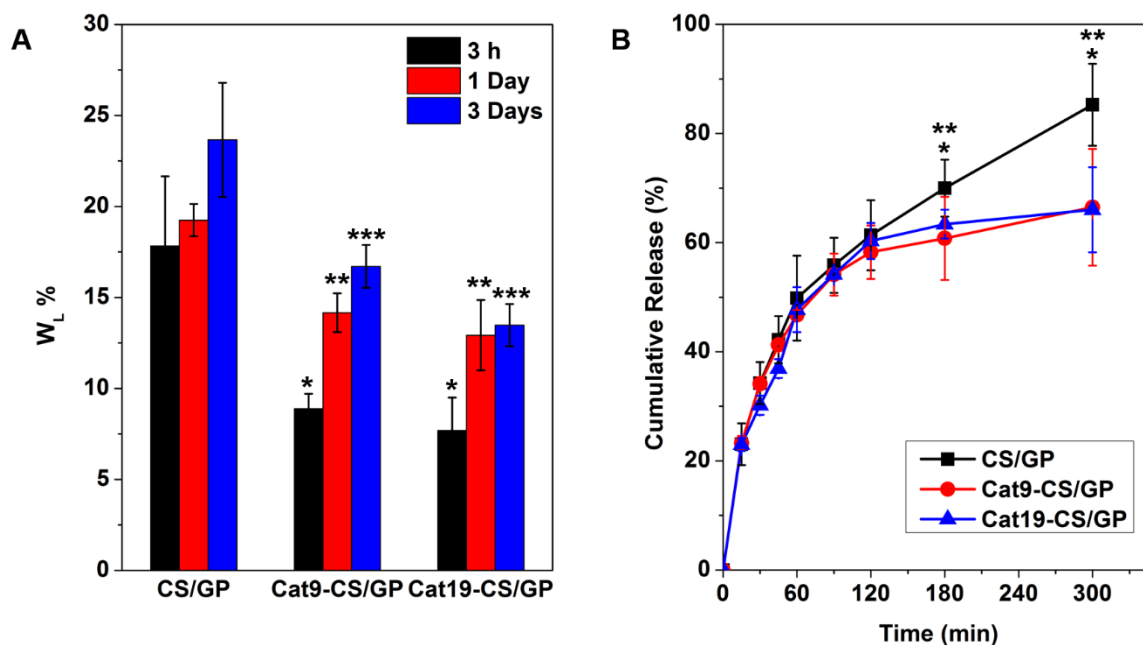 A
W_L %
30
25
20
15
10
5
0
3 h
1 Day
3 Days
*
**
***
*
**
***
CS/GP
Cat9-CS/GP
Cat19-CS/GP
B
Cumulative Release (%)
100
80
60
40
20
0
**
*
**
*
CS/GP
Cat9-CS/GP
Cat19-CS/GP
0
60
120
180
240
300
Time (min)